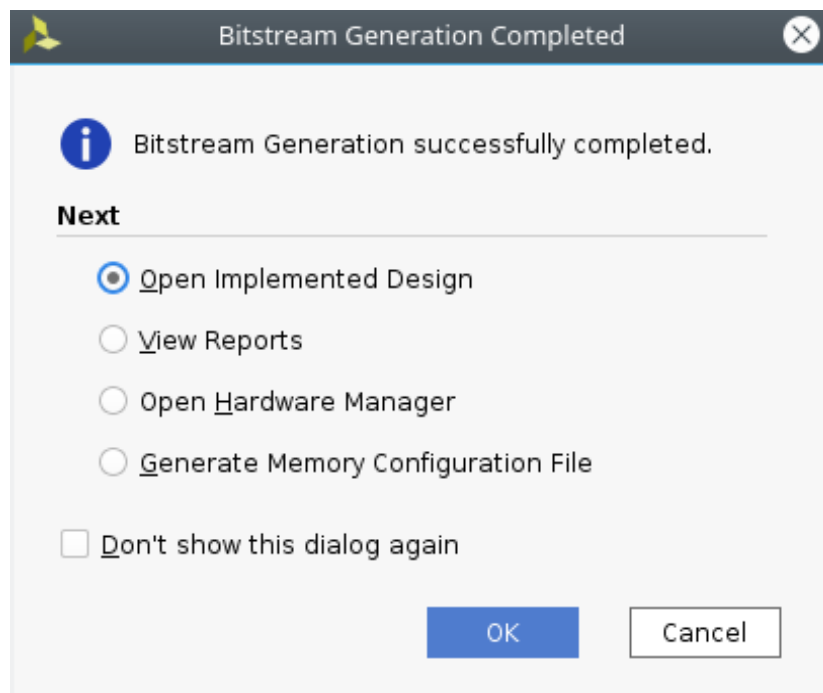 Bitstream Generation Completed
Bitstream Generation successfully completed.
Next
Open Implemented Design
View Reports
Open Hardware Manager
Generate Memory Configuration File
Don't show this dialog again
OK Cancel